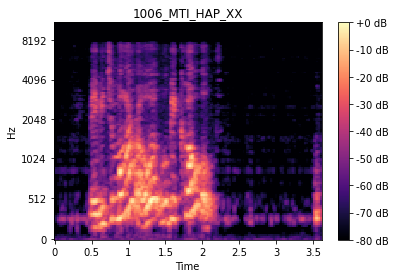 1006_MTI_HAP_XX
+0 dB
8192
-10 dB
4096
-20 dB
-30 dB
2048
Hz
-40 dB
1024
-50 dB
512
-60 dB
-70 dB
0
-80 dB
0 0.5 1 1.5 2 2.5 3 3.5
Time